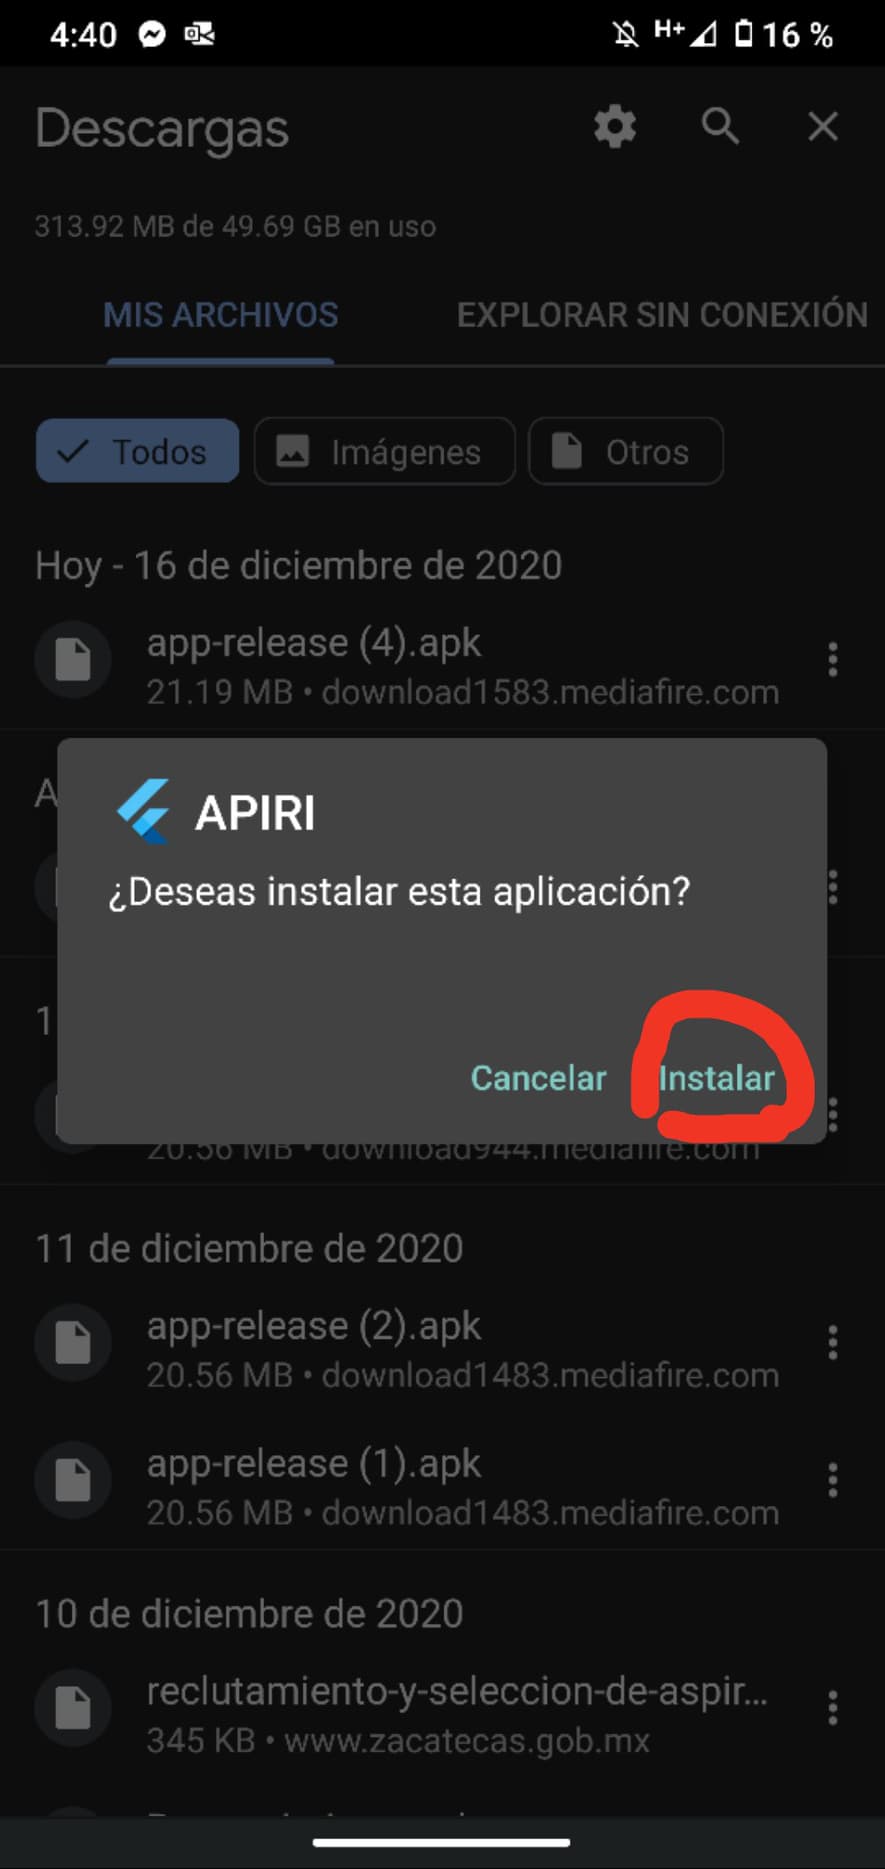 4:40
H+
16 %
Descargas
313.92 MB de 49.69 GB en uso
MIS ARCHIVOS
EXPLORAR SIN CONEXIÓN
Todos
Imágenes
Otros
Hoy - 16 de diciembre de 2020
app-release (4).apk
21.19 MB • download1583.mediafire.com
A
APIRI
¿Deseas instalar esta aplicación?
1
Cancelar
Instalar
20.56 MB • download944.mediafire.com
11 de diciembre de 2020
app-release (2).apk
20.56 MB • download1483.mediafire.com
app-release (1).apk
20.56 MB • download1483.mediafire.com
10 de diciembre de 2020
reclutamiento-y-seleccion-de-aspir...
345 KB • www.zacatecas.gob.mx